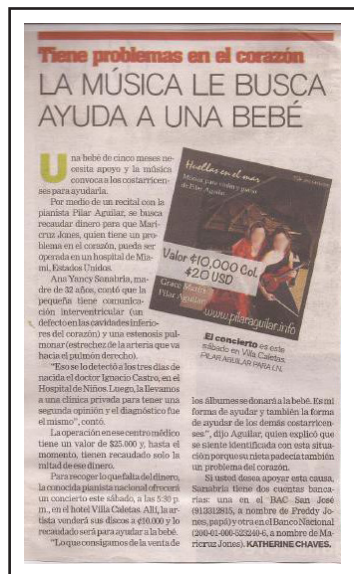 Tiene problemas en el corazón
LA MÚSICA LE BUSCA
AYUDA A UNA BEBÉ
Una bebé de cinco meses ne-
cesita apoyo y la música
convoca a los costarricen-
ses para ayudarla.
Por medio de un recital con la
pianista Pilar Aguilar, se busca
recaudar dinero para que Mari-
cruz Jones, quien tiene un pro-
blema en el corazón, pueda ser
operada en un hospital de Mia-
mi, Estados Unidos.
Ana Yancy Sanabria, ma-
dre de 32 años, contó que la
pequeña tiene comunica-
ción interventricular (un
defecto en las cavidades inferio-
res del corazón) y una estenosis pul-
monar (estrechez de la arteria que va
hacia el pulmón derecho).
"Eso se lo detectó a los tres días de
nacida el doctor Ignacio Castro, en el
Hospital de Niños. Luego, la llevamos
a una clínica privada para tener una
segunda opinión y el diagnóstico fue
el mismo", contó.
La operación en ese centro médico
tiene un valor de $25.000 y, hasta el
momento, tienen recaudado solo la
mitad de ese dinero.
Para recoger lo que falta del dinero,
la conocida pianista nacional ofrecerá
un concierto este sábado, a las 5:30 p.
m., en el hotel Villa Caletas. Allí, la ar-
tista venderá sus discos a ¢10.000 y lo
recaudado será para ayudar a la bebé.
"Lo que consigamos de la venta de
Huellas en el mar
Música para violín y piano
de Pilar Aguilar
Valor ¢10,000 Col.
¢20 USD
Grace Marín
Pilar Aguilar
www.pilaraguilar.info
El concierto es este
sábado en Villa Caletas.
PILAR AGUILAR PARA LN.
los álbumes se donará a la bebé. Es mi
forma de ayudar y también la forma
de ayudar de los demás costarricen-
ses", dijo Aguilar, quien explicó que
se siente identificada con esta situa-
ción porque su nieta padecía también
un problema del corazón.
Si usted desea apoyar esta causa,
Sanabria tiene dos cuentas banca-
rias: una en el BAC San José
(913312815, a nombre de Freddy Jo-
nes, papá) y otra en el Banco Nacional
(200-01-000-523240-6, a nombre de Ma-
ricruz Jones). KATHERINE CHAVES.